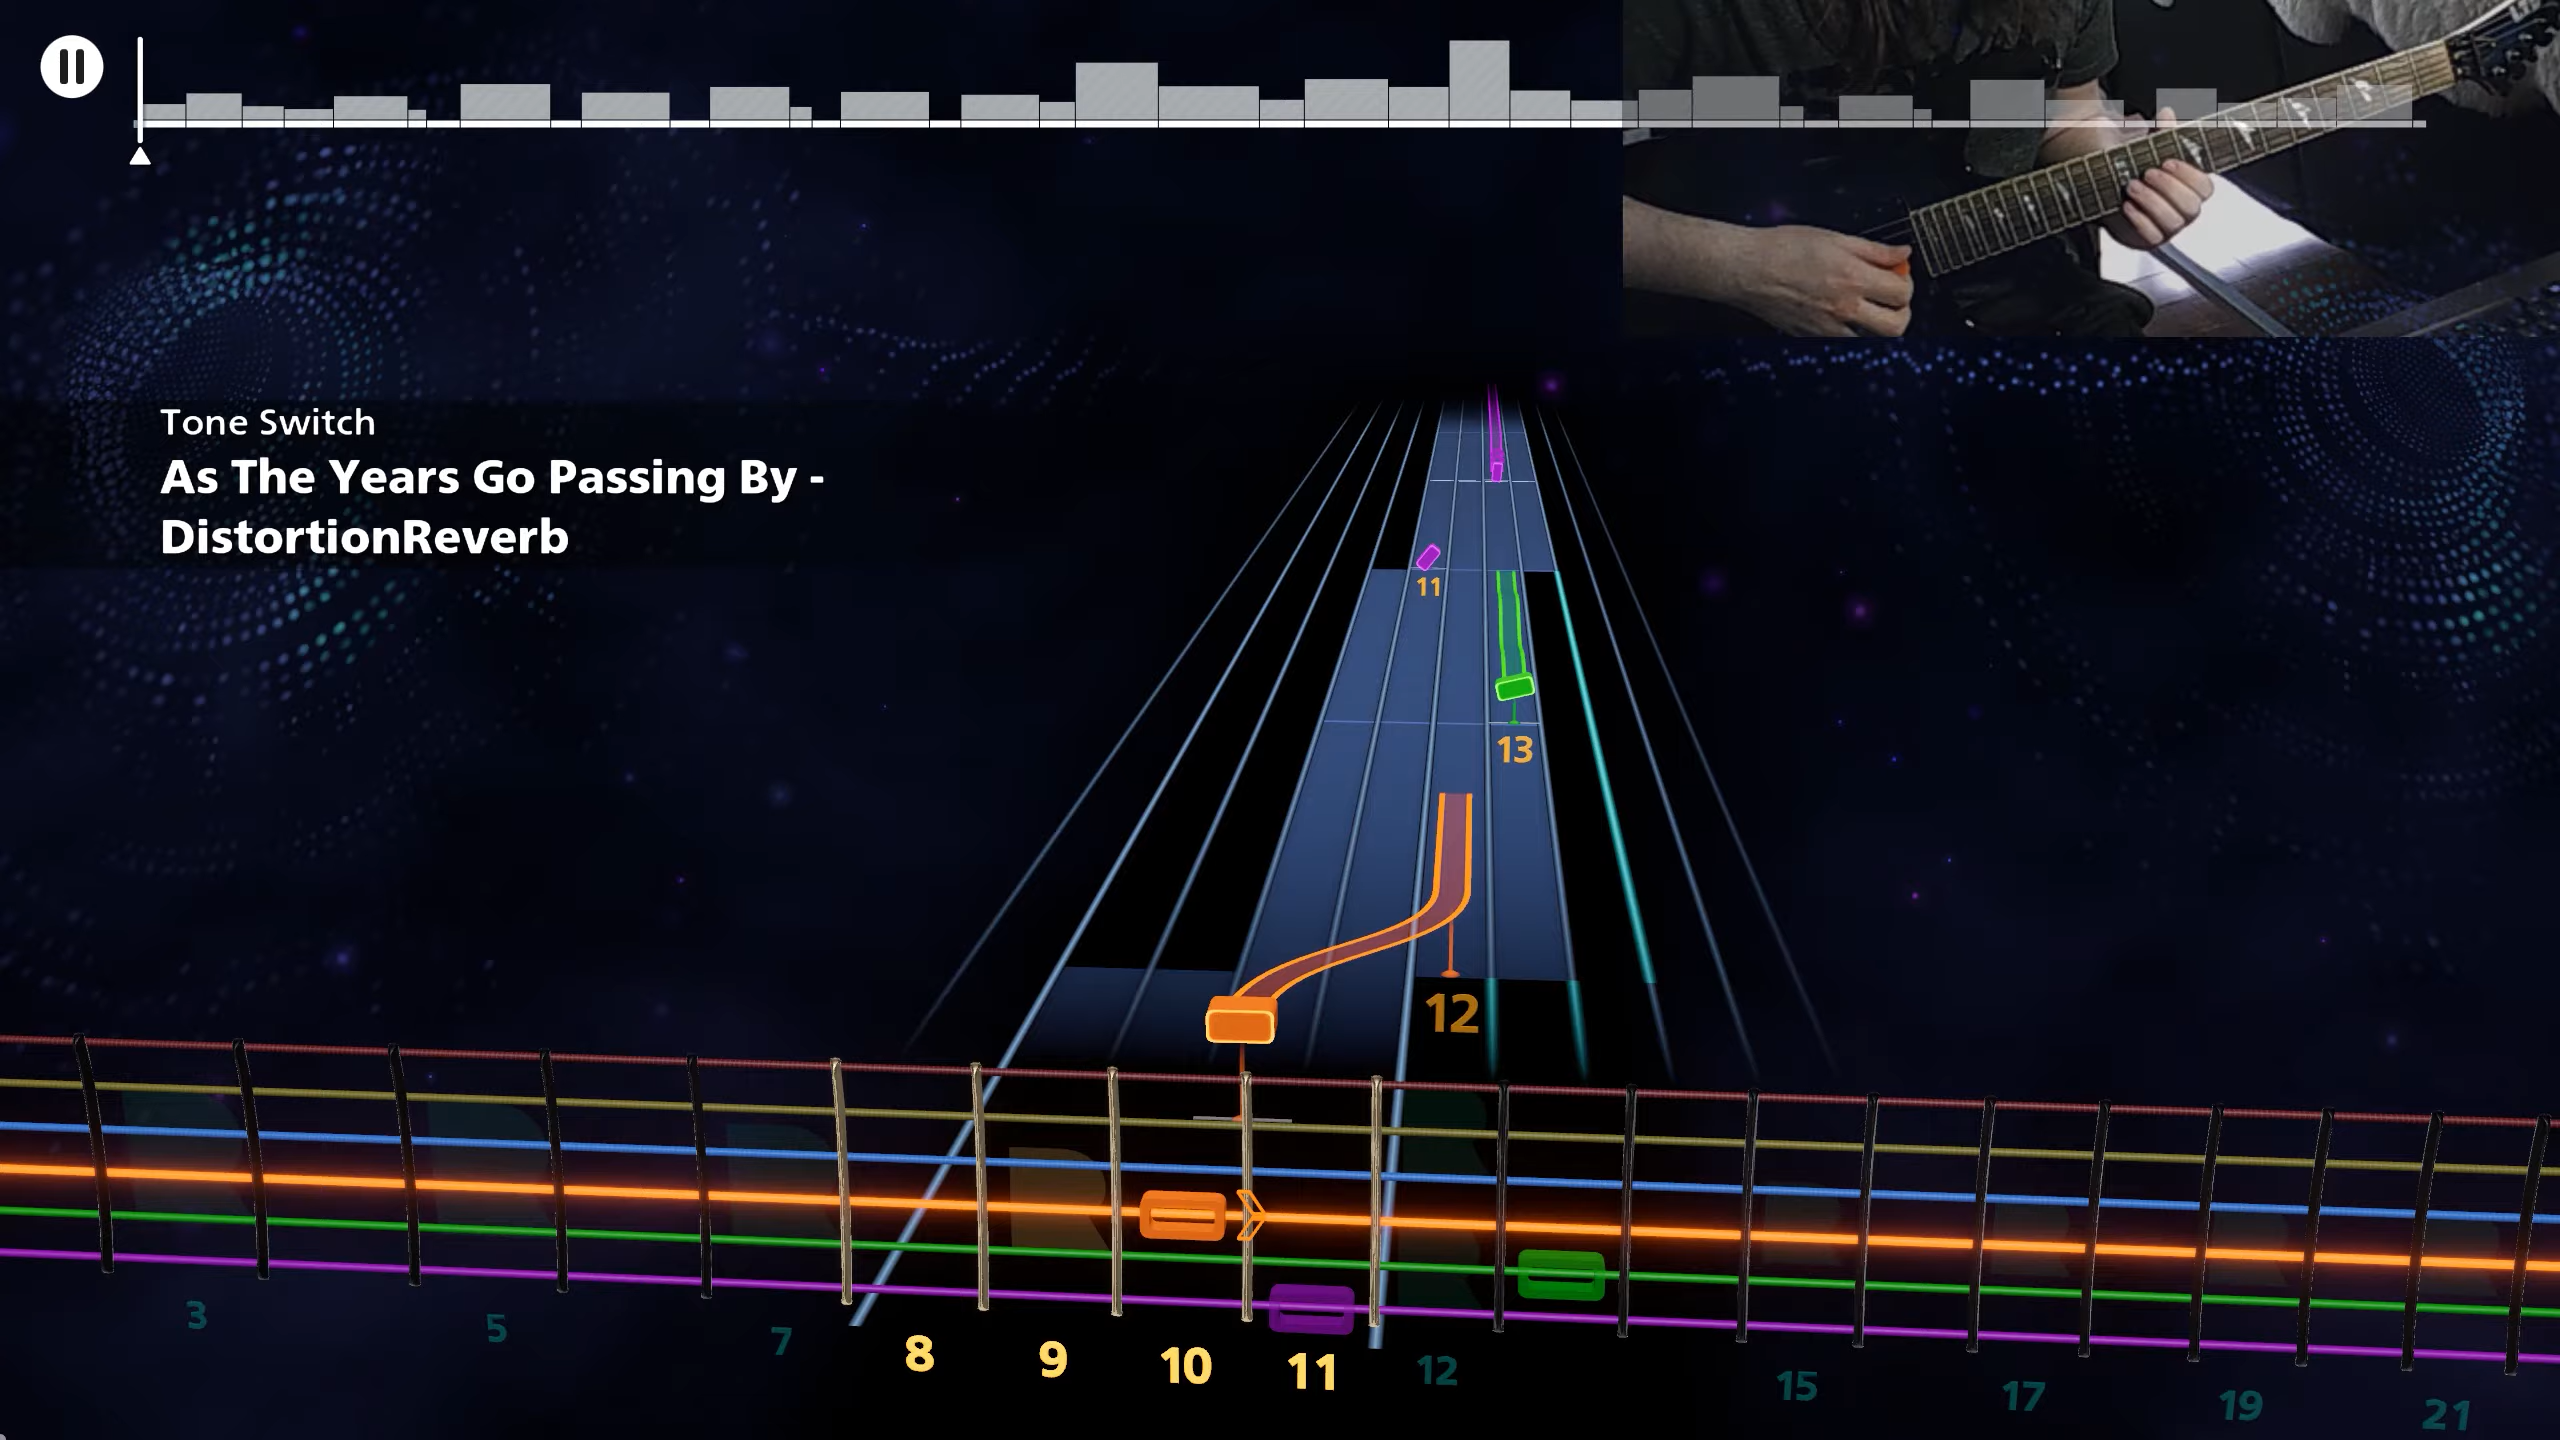 Tone Switch
As The Years Go Passing By -
DistortionReverb
11
13
12
3 5 7 8 9 10 11 12 15 17 19 21